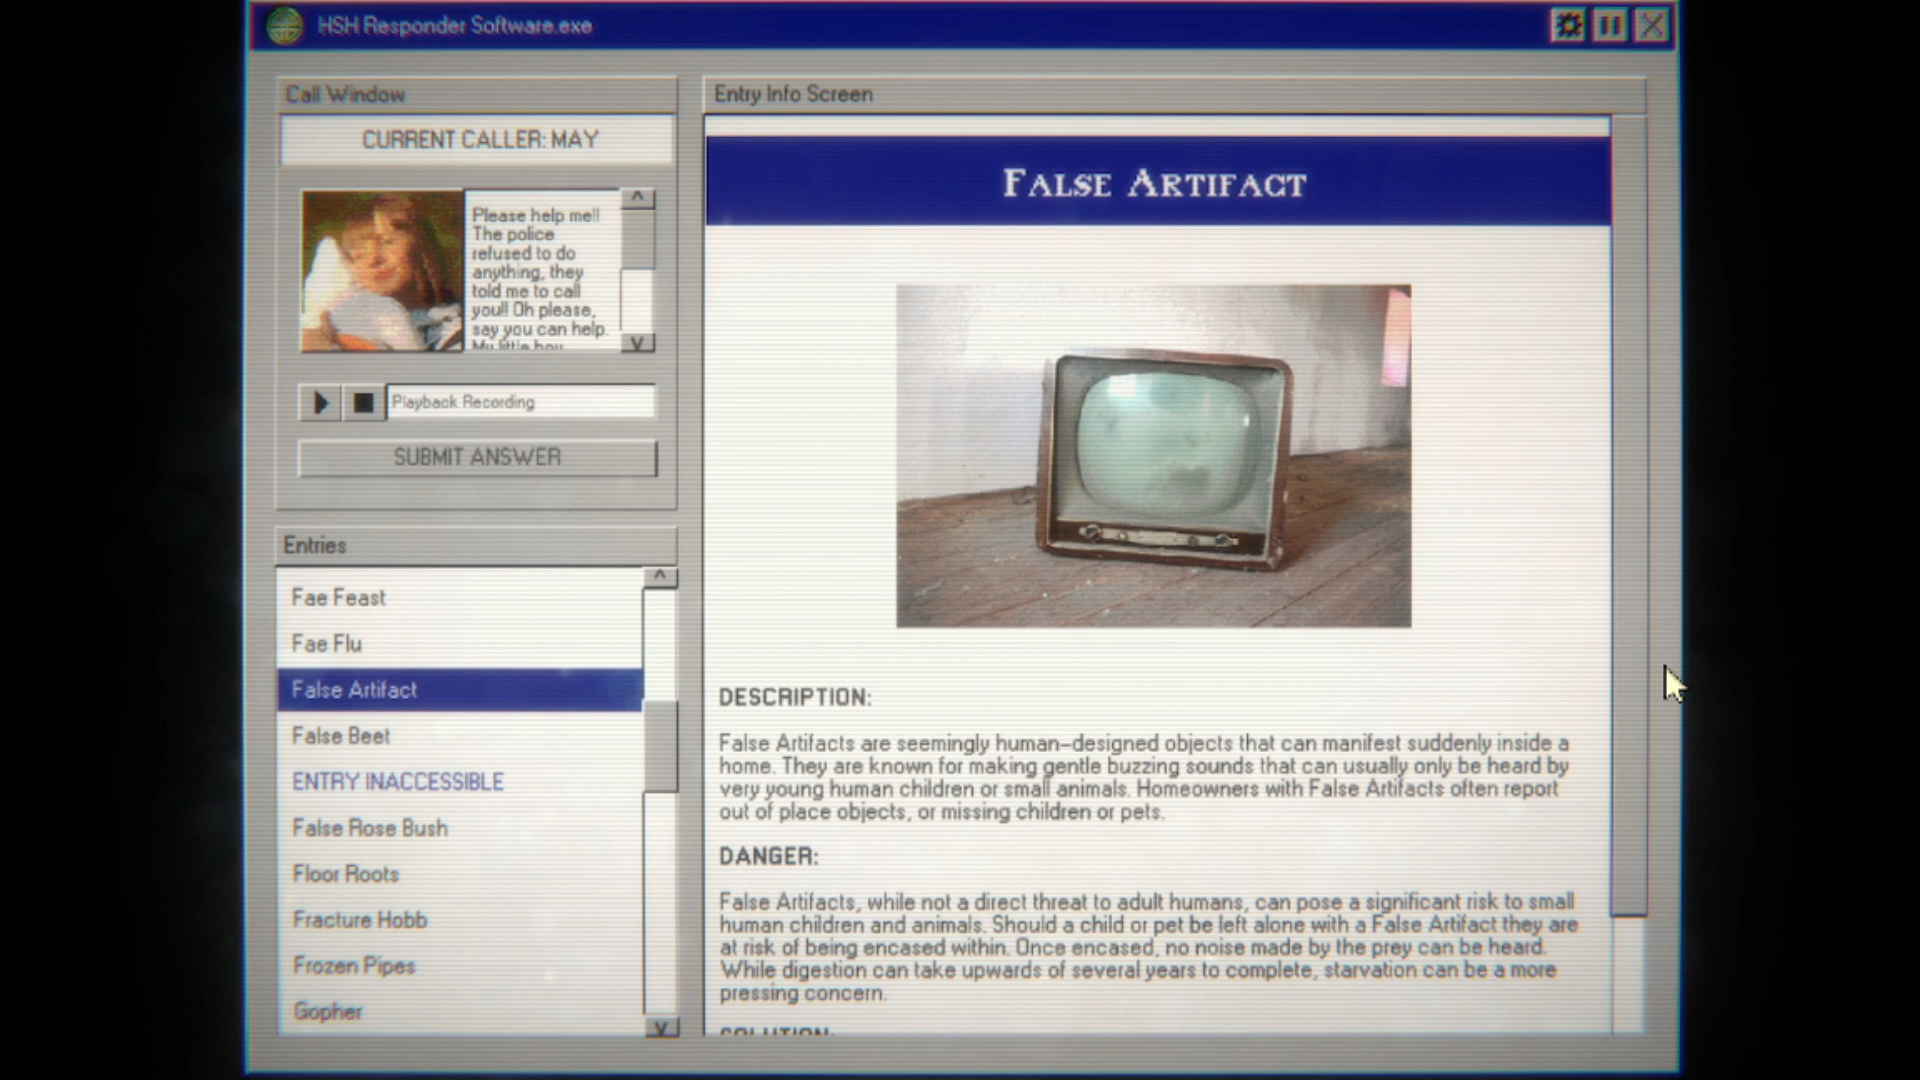 HSH Responder Software.exe
Call Window
CURRENT CALLER: MAY
Please help me!!
The police
refused to do
anything, they
told me to call
you!! Oh please,
say you can help.
My little boy
Playback Recording
SUBMIT ANSWER
Entries
Fae Feast
Fae Flu
False Artifact
False Beet
ENTRY INACCESSIBLE
False Rose Bush
Floor Roots
Fracture Hobb
Frozen Pipes
Gopher
Entry Info Screen
False Artifact
DESCRIPTION:
False Artifacts are seemingly human-designed objects that can manifest suddenly inside a
home. They are known for making gentle buzzing sounds that can usually only be heard by
very young human children or small animals. Homeowners with False Artifacts often report
out of place objects, or missing children or pets.
DANGER:
False Artifacts, while not a direct threat to adult humans, can pose a significant risk to small
human children and animals. Should a child or pet be left alone with a False Artifact they are
at risk of being encased within. Once encased, no noise made by the prey can be heard.
While digestion can take upwards of several years to complete, starvation can be a more
pressing concern.
SOLUTION: